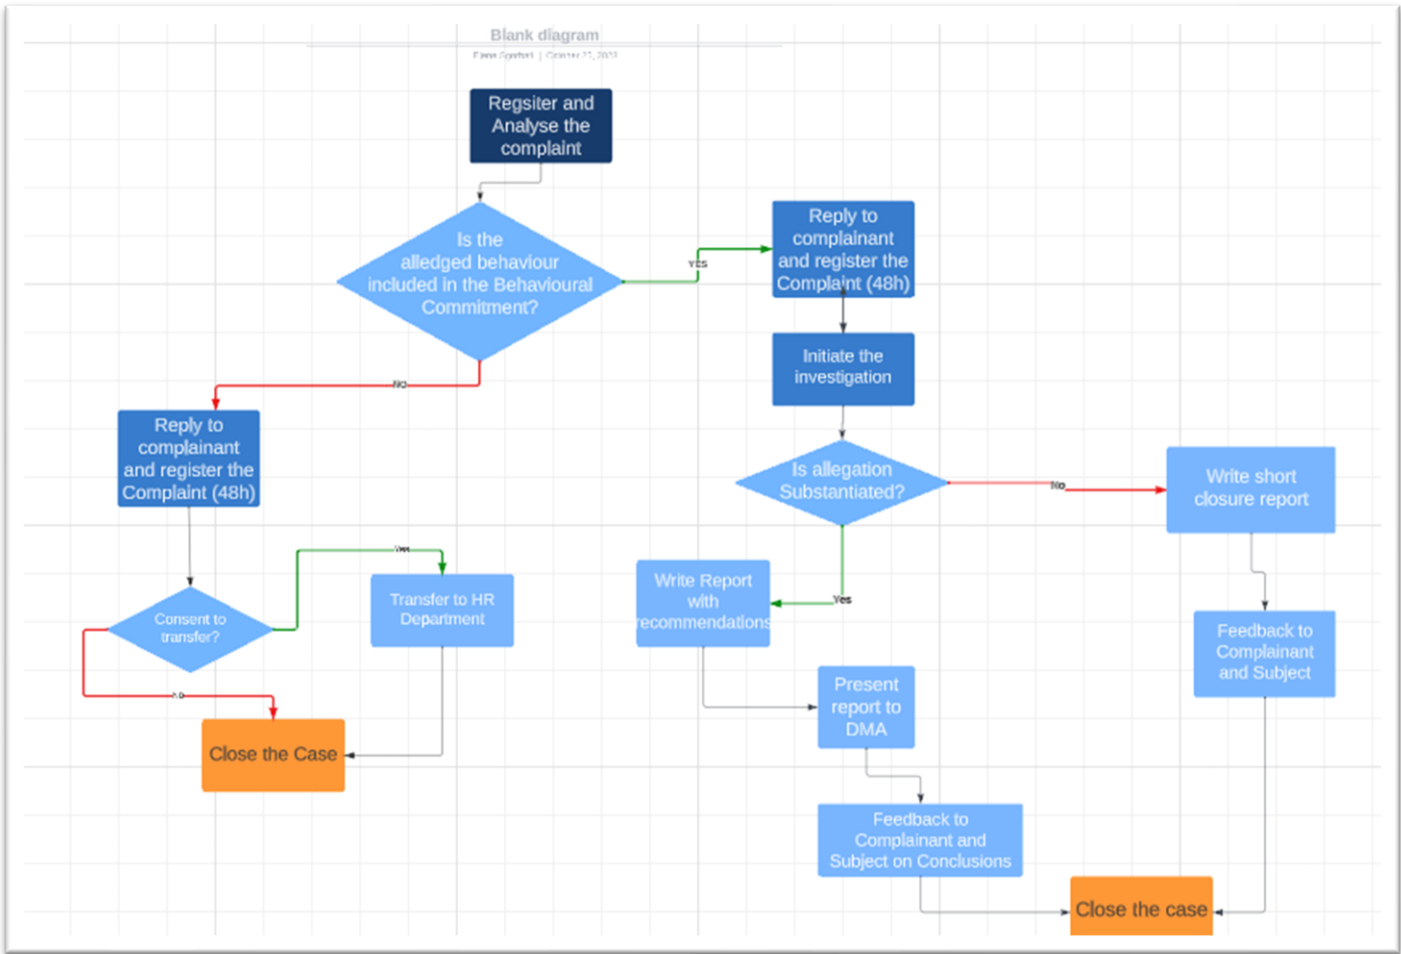 Blank diagram
Regsiter and
Analyse the
complaint
Is the
alledged behaviour
included in the Behavioural
Commitment?
YES
Reply to
complainant
and register the
Complaint (48h)
Initiate the
investigation
NO
Reply to
complainant
and register the
Complaint (48h)
Is allegation
Substantiated?
No
Write short
closure report
Yes
Consent to
transfer?
Transfer to HR
Department
Write Report
with
recommendations
Yes
Feedback to
Complainant
and Subject
No
Close the Case
Present
report to
DMA
Feedback to
Complainant and
Subject on Conclusions
Close the case